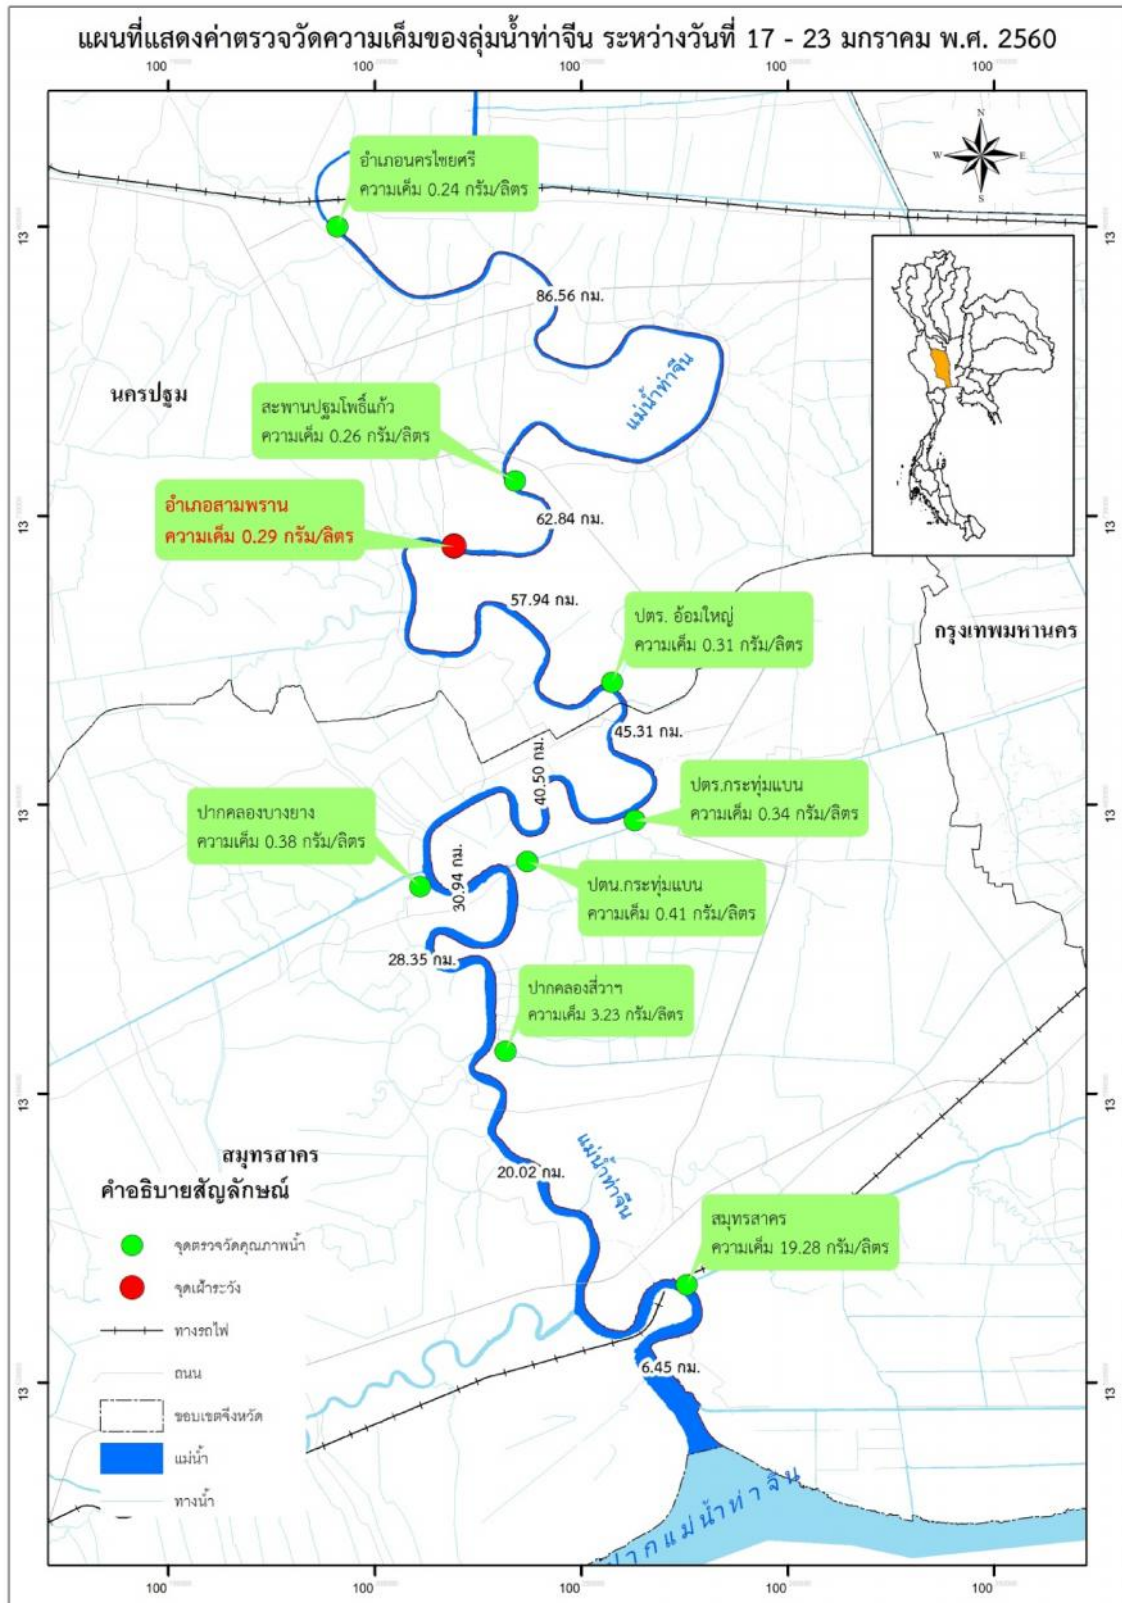 แผนที่แสดงค่าตรวจวัดความเค็มของลุ่มน้ำท่าจีน ระหว่างวันที่ 17 - 23 มกราคม พ.ศ. 2560
100
100
100
100
100
N
W
E
S
อำเภอนครไชยศรี
ความเค็ม 0.24 กรัม/ลิตร
13
13
86.56 กม.
แม่น้ำท่าจีน
นครปฐม
สะพานปฐมโพธิ์แก้ว
ความเค็ม 0.26 กรัม/ลิตร
อำเภอสามพราน
ความเค็ม 0.29 กรัม/ลิตร
62.84 กม.
13
13
57.94 กม.
ปตร. อ้อมใหญ่
ความเค็ม 0.31 กรัม/ลิตร
กรุงเทพมหานคร
45.31 กม.
40.50 กม.
ปตร.กระทุ่มแบน
ความเค็ม 0.34 กรัม/ลิตร
ปากคลองบางยาง
ความเค็ม 0.38 กรัม/ลิตร
13
13
30.94 กม.
ปตน.กระทุ่มแบน
ความเค็ม 0.41 กรัม/ลิตร
28.35 กม.
ปากคลองสี่วาฯ
ความเค็ม 3.23 กรัม/ลิตร
13
13
สมุทรสาคร
20.02 กม.
แม่น้ำท่าจีน
คำอธิบายสัญลักษณ์
สมุทรสาคร
ความเค็ม 19.28 กรัม/ลิตร
จุดตรวจวัดคุณภาพน้ำ
จุดเฝ้าระวัง
ทางรถไฟ
ถนน
ขอบเขตจังหวัด
แม่น้ำ
ทางน้ำ
6.45 กม.
13
13
ปากแม่น้ำท่าจีน
100
100
100
100
100